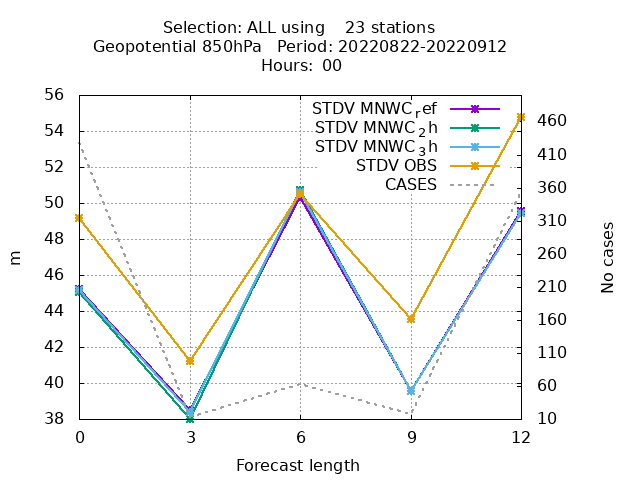 Selection: ALL using    23 stations
Geopotential 850hPa   Period: 20220822-20220912
Hours: 00
STDV MNWC_ref
STDV MNWC_2h
STDV MNWC_3h
STDV OBS
CASES
56
54
52
50
48
46
44
42
40
38
m
460
410
360
310
260
210
160
110
60
10
No cases
0 3 6 9 12
Forecast length